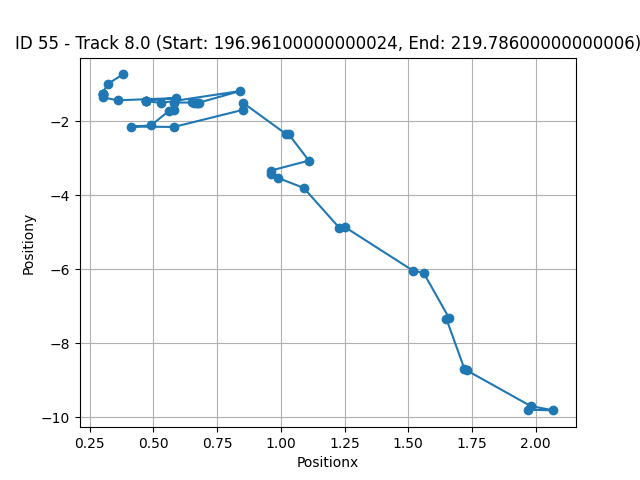 ID 55 - Track 8.0 (Start: 196.96100000000024, End: 219.78600000000006)
Positiony
−2
−4
−6
−8
−10
0.25 0.50 0.75 1.00 1.25 1.50 1.75 2.00
Positionx